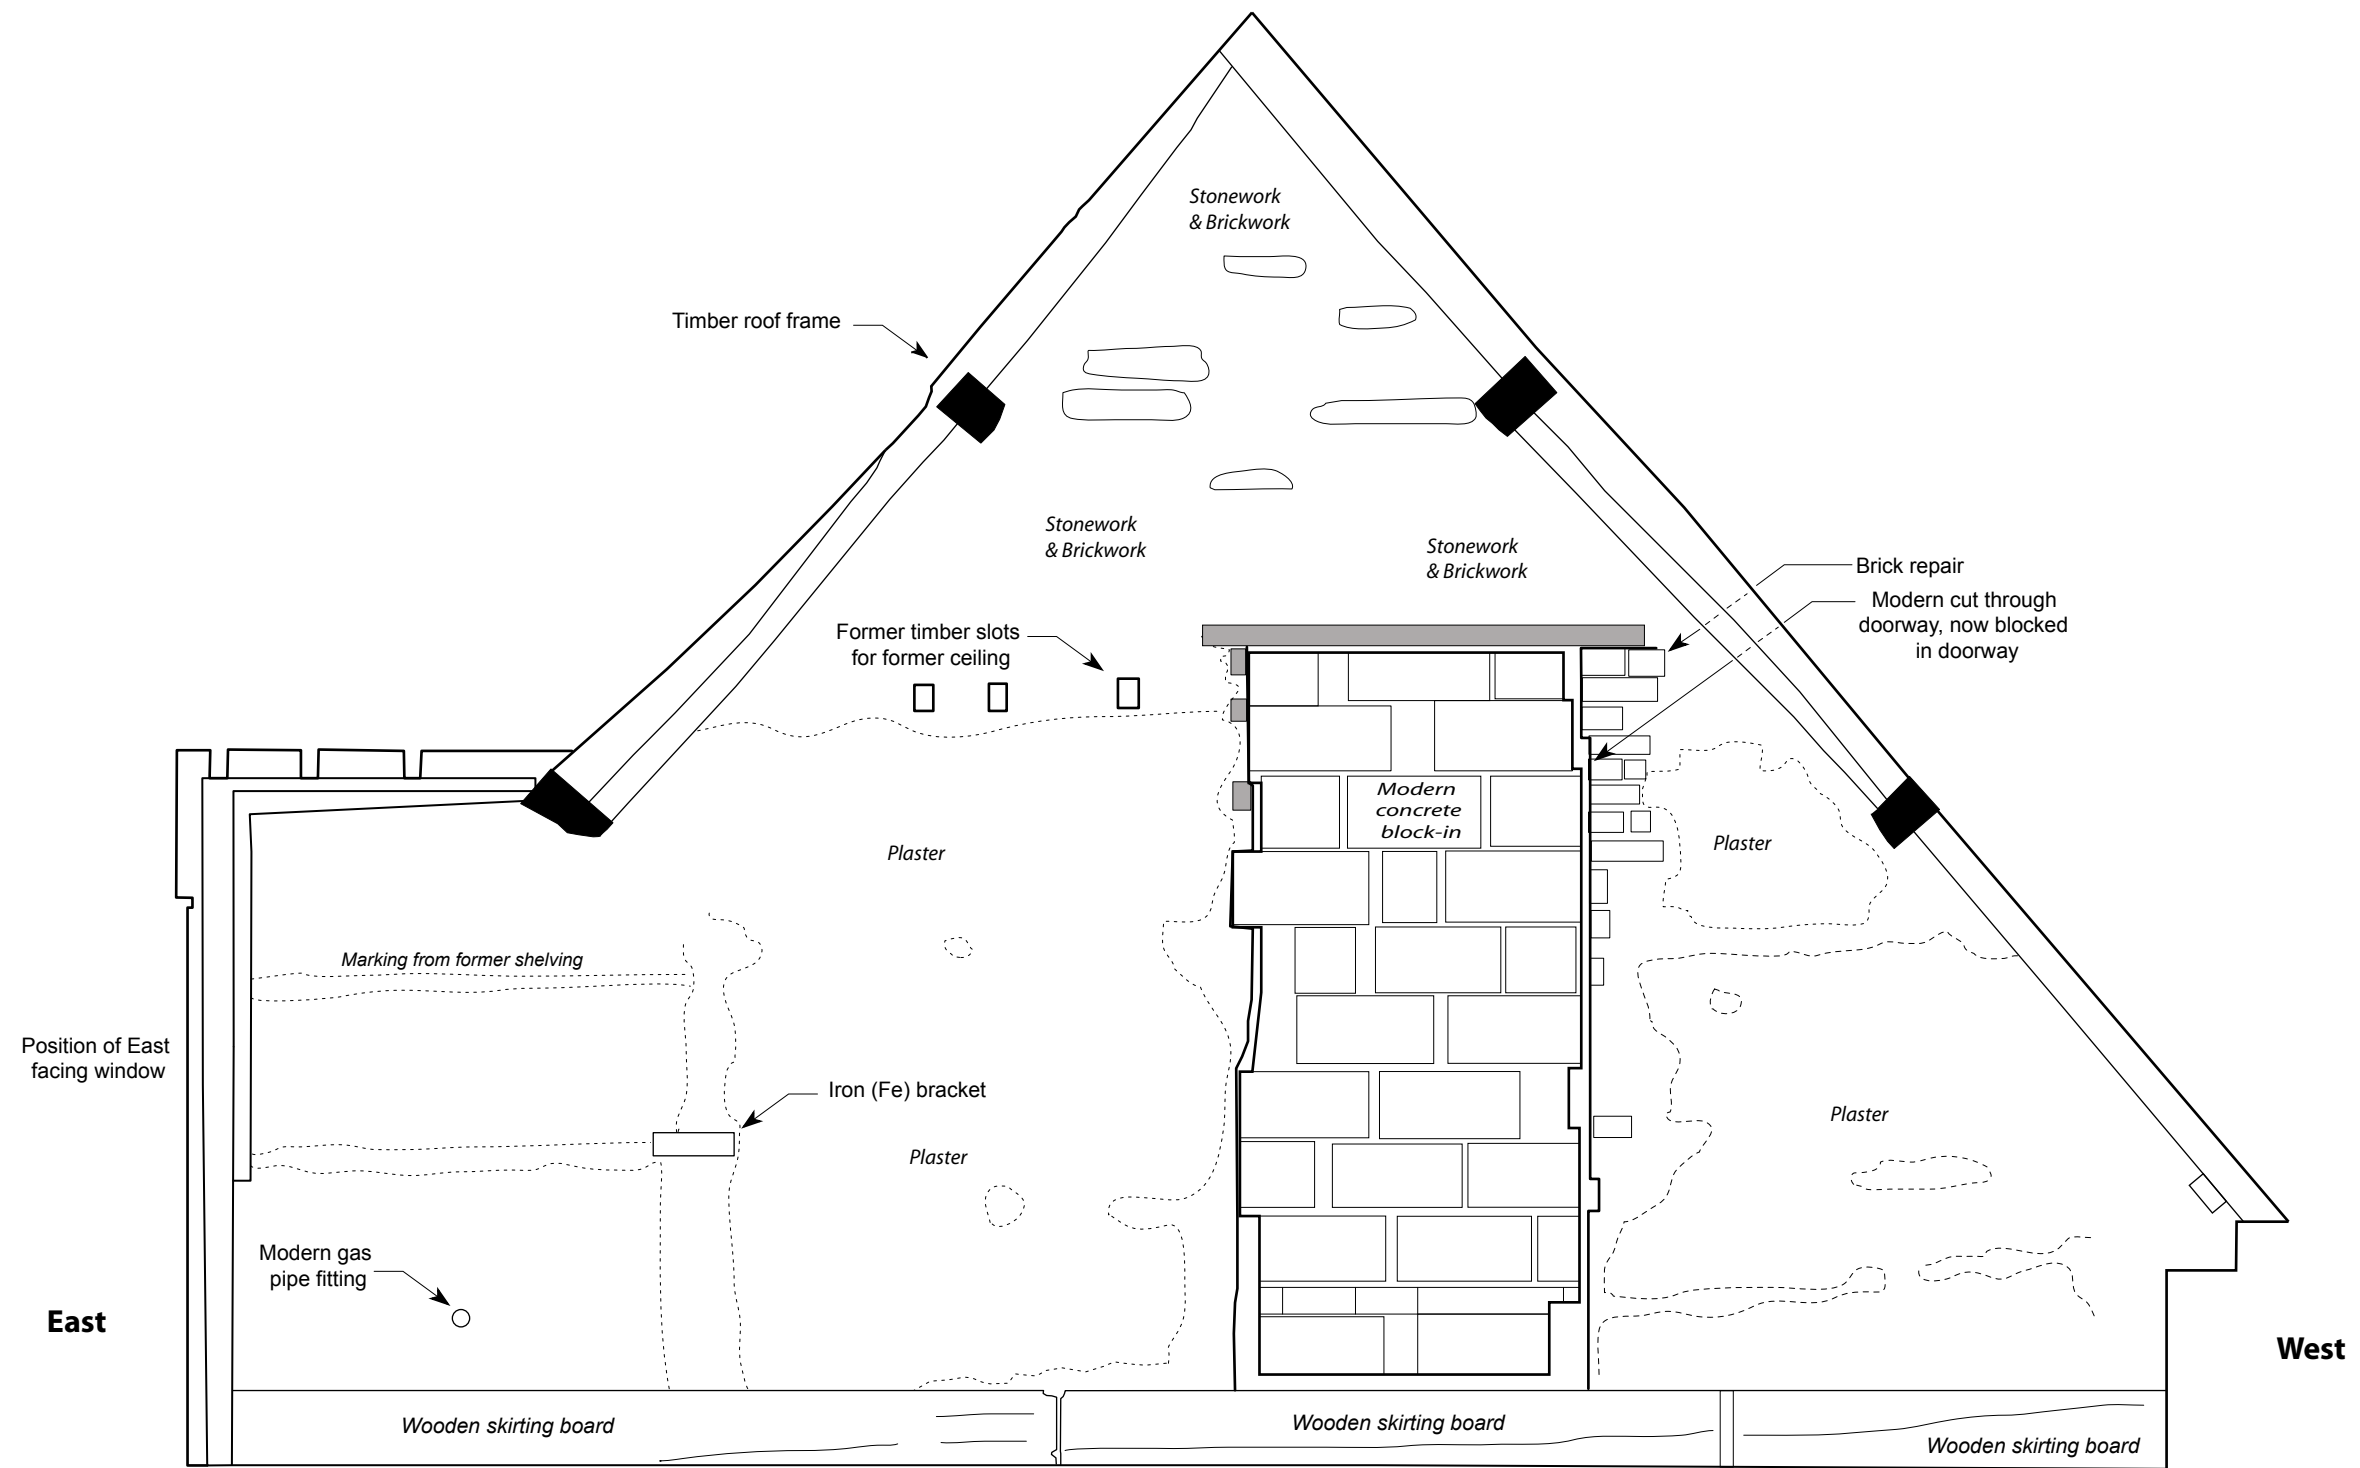 Stonework
& Brickwork
Timber roof frame
Stonework
& Brickwork
Stonework
& Brickwork
Brick repair
Modern cut through
doorway, now blocked
in doorway
Former timber slots
for former ceiling
Modern
concrete
block-in
Plaster
Plaster
Marking from former shelving
Position of East
facing window
Iron (Fe) bracket
Plaster
Plaster
Modern gas
pipe fitting
East
West
Wooden skirting board
Wooden skirting board
Wooden skirting board